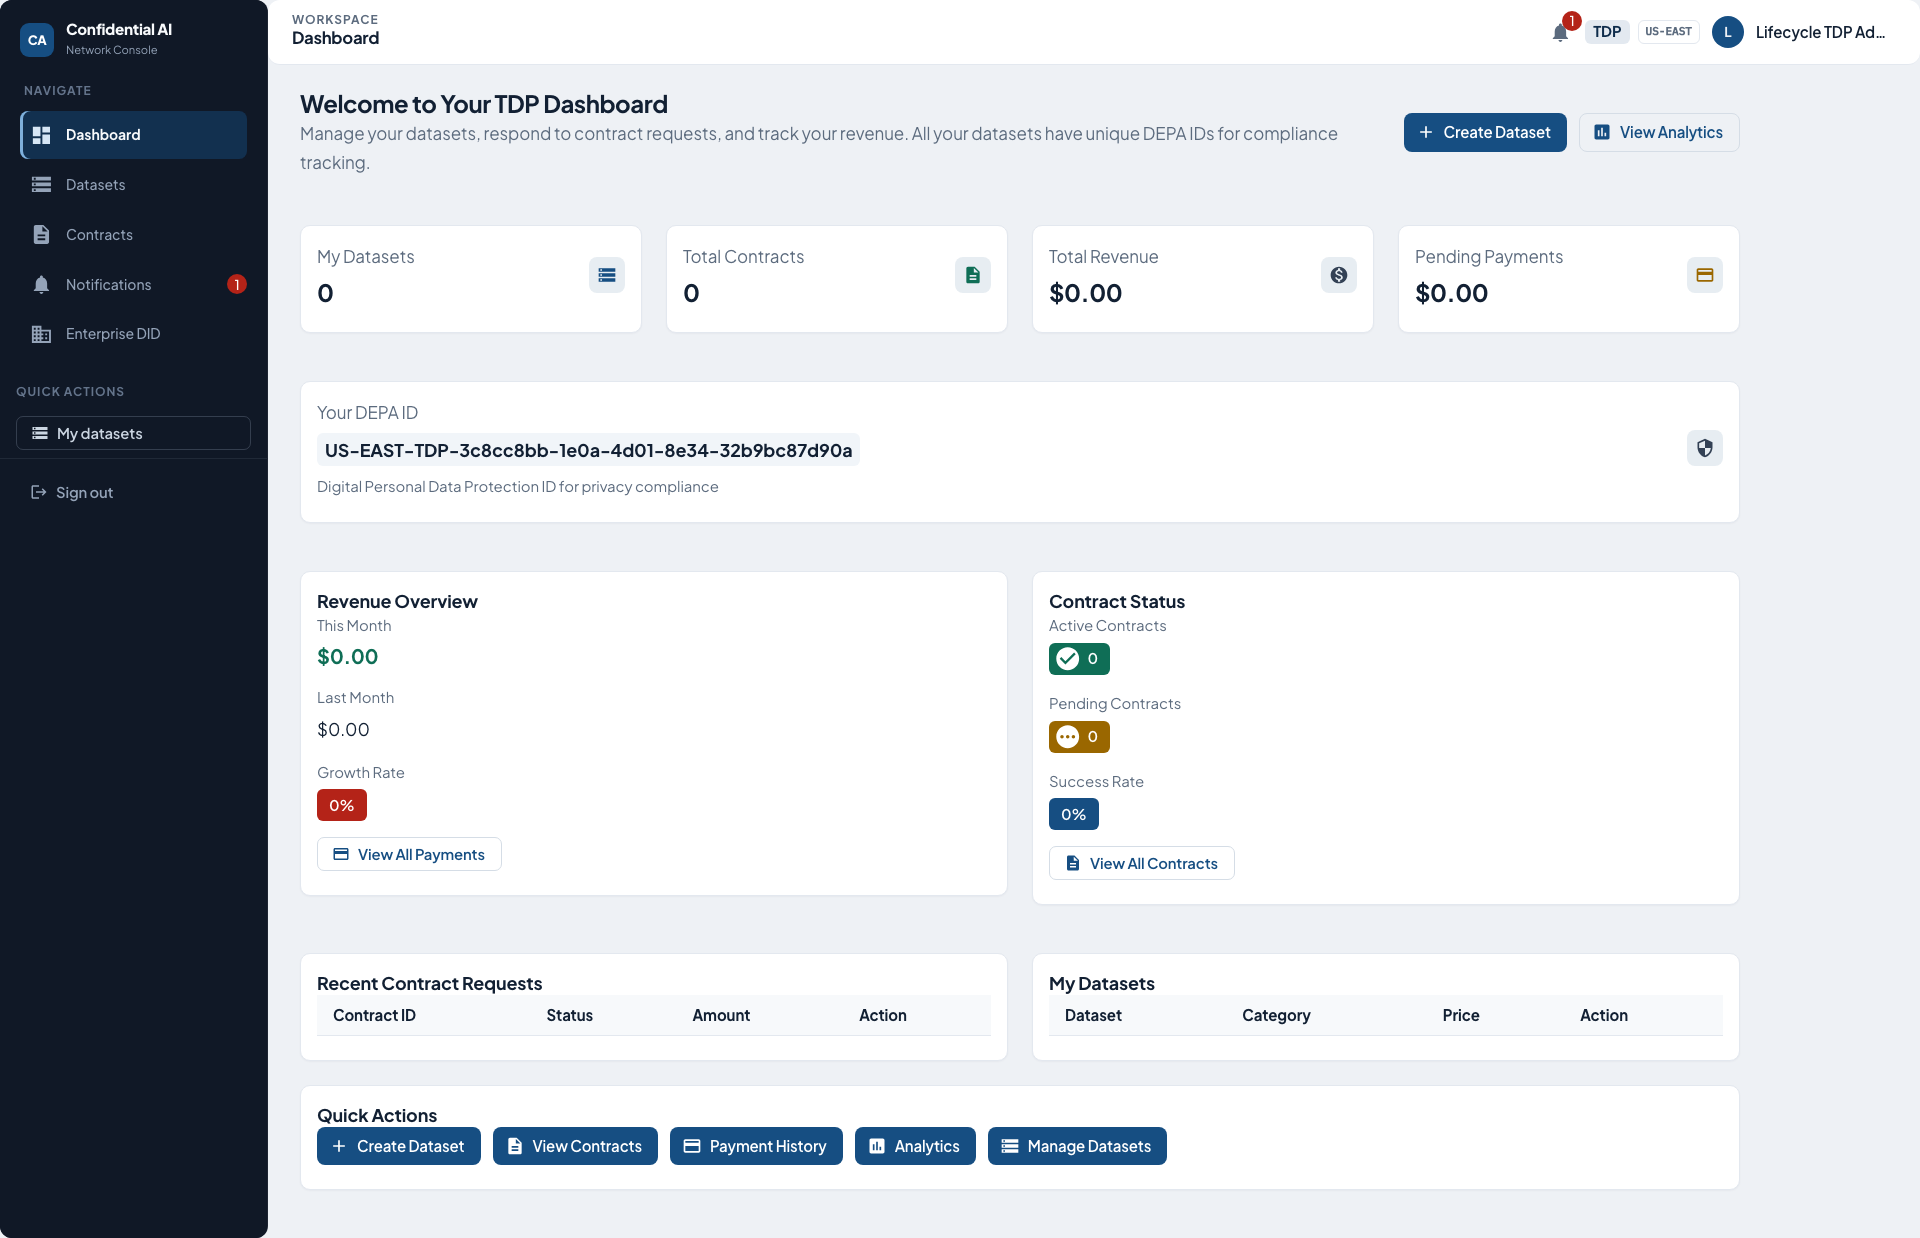 CA
Confidential AI
Network Console
NAVIGATE
Dashboard
Datasets
Contracts
Notifications
1
Enterprise DID
QUICK ACTIONS
My datasets
Sign out
WORKSPACE
Dashboard
1
TDP
US-EAST
L
Lifecycle TDP Ad...
Welcome to Your TDP Dashboard
Manage your datasets, respond to contract requests, and track your revenue. All your datasets have unique DEPA IDs for compliance
tracking.
Create Dataset
View Analytics
My Datasets
0
Total Contracts
0
Total Revenue
$0.00
Pending Payments
$0.00
Your DEPA ID
US-EAST-TDP-3c8cc8bb-1e0a-4d01-8e34-32b9bc87d90a
Digital Personal Data Protection ID for privacy compliance
Revenue Overview
This Month
$0.00
Last Month
$0.00
Growth Rate
0%
View All Payments
Contract Status
Active Contracts
0
Pending Contracts
0
Success Rate
0%
View All Contracts
Recent Contract Requests
Contract ID Status Amount Action
My Datasets
Dataset Category Price Action
Quick Actions
Create Dataset
View Contracts
Payment History
Analytics
Manage Datasets